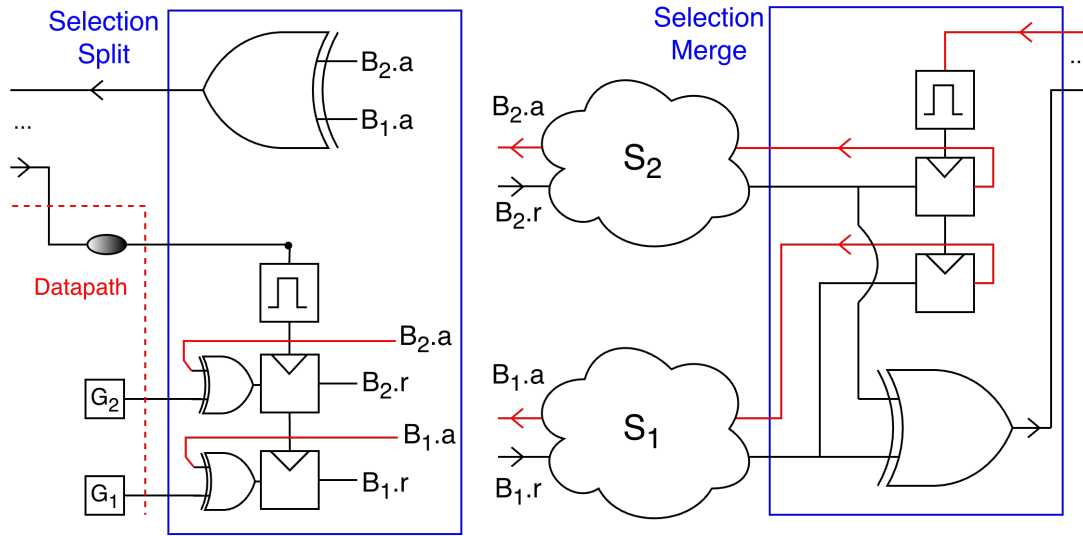 Selection
Split
B₂.a
B₁.a
...
Datapath
B₂.a
G₂
B₂.r
B₁.a
G₁
B₁.r
Selection
Merge
...
B₂.a
S₂
B₂.r
B₁.a
S₁
B₁.r